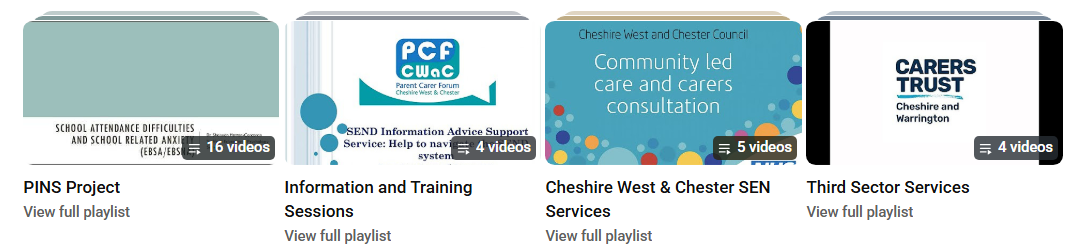 SCHOOL ATTENDANCE DIFFICULTIES
AND SCHOOL RELATED ANXIETY
(EBSA/EBSN
16 videos
PINS Project
View full playlist
PCF
CWaC
Parent Carer Forum
Cheshire West & Chester
SEND Information Advice Support
Service: Help to
system
4 videos
Information and Training
Sessions
View full playlist
Cheshire West and Chester Council
Community led
care and carers
consultation
5 videos
Cheshire West & Chester SEN
Services
View full playlist
CARERS
TRUST
Cheshire and
Warrington
4 videos
Third Sector Services
View full playlist